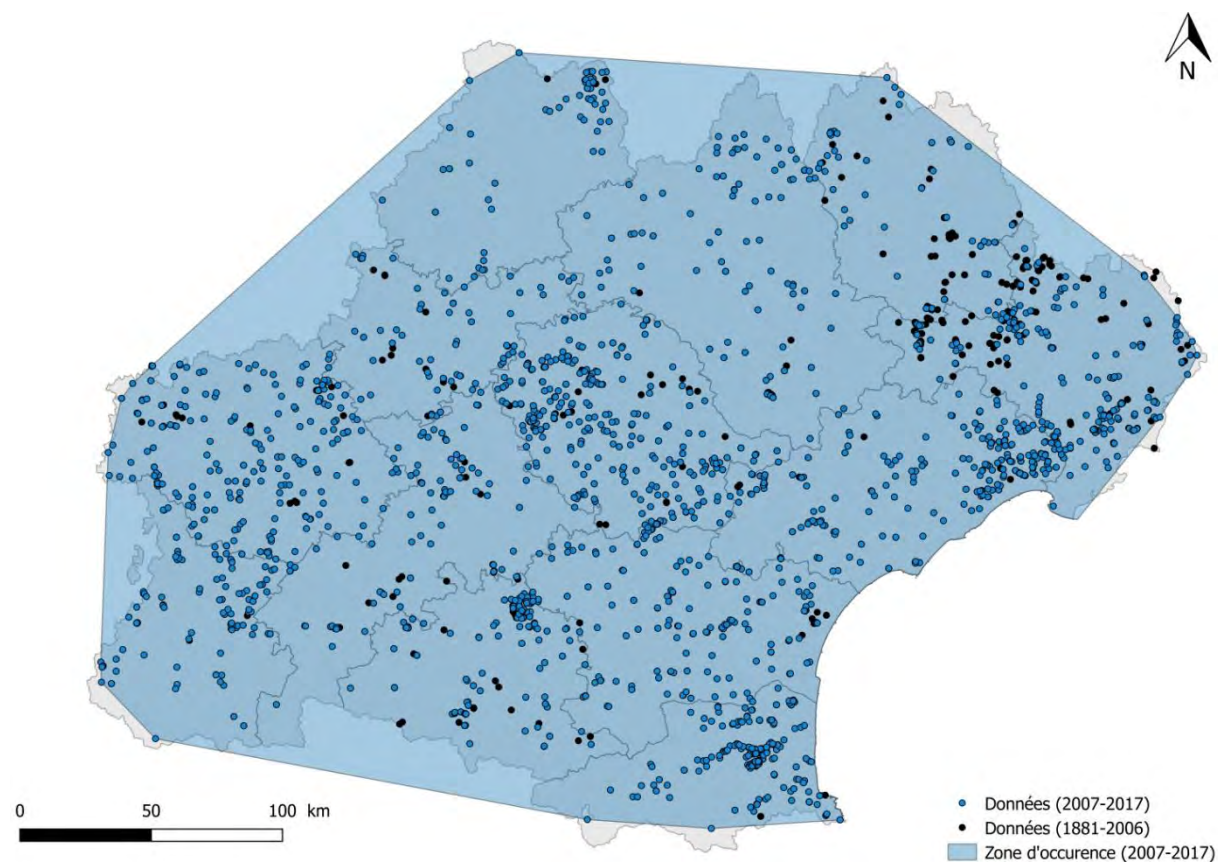 N
0 50 100 km
Données (2007-2017)
Données (1881-2006)
Zone d'occurence (2007-2017)